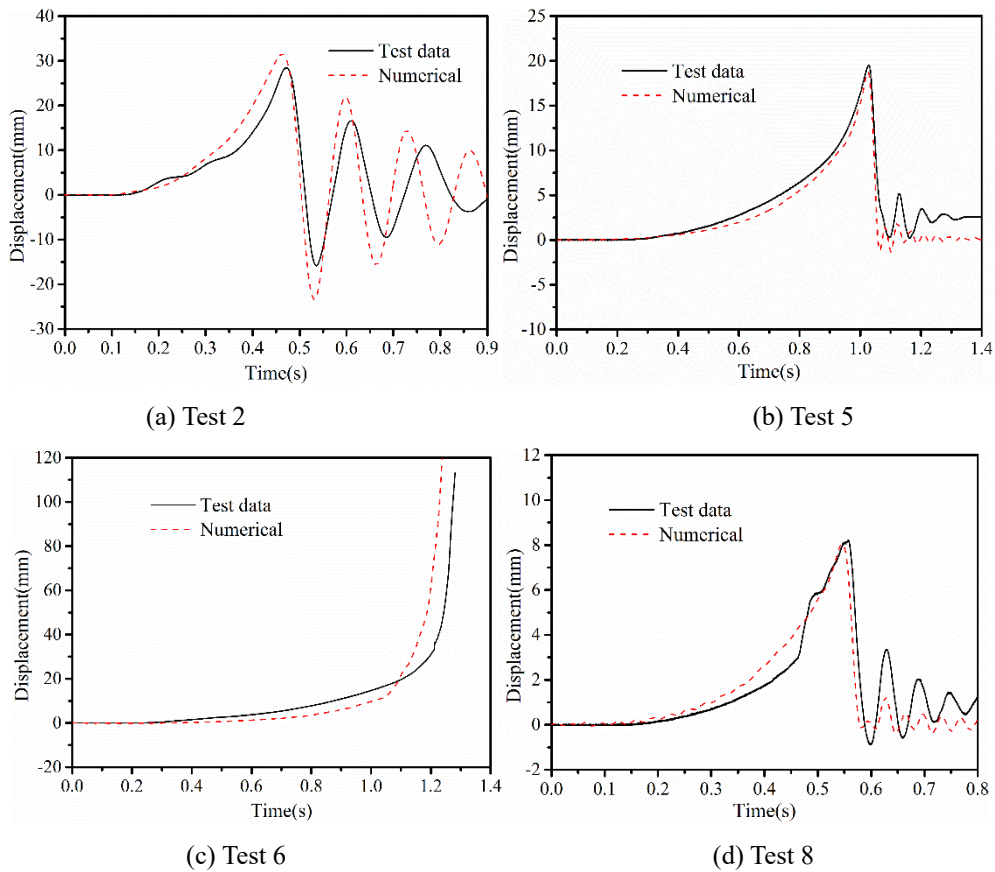 40
30
20
10
0
-10
-20
-30
Displacement(mm)
Test data
Numerical
0.0 0.1 0.2 0.3 0.4 0.5 0.6 0.7 0.8 0.9
Time(s)
(a) Test 2
25
20
15
10
5
0
-5
-10
Displacement(mm)
Test data
Numerical
0.0 0.2 0.4 0.6 0.8 1.0 1.2 1.4
Time(s)
(b) Test 5
120
100
80
60
40
20
0
-20
Displacement(mm)
Test data
Numerical
0.0 0.2 0.4 0.6 0.8 1.0 1.2 1.4
Time(s)
(c) Test 6
12
10
8
6
4
2
0
-2
Displacement(mm)
Test data
Numerical
0.0 0.1 0.2 0.3 0.4 0.5 0.6 0.7 0.8
Time(s)
(d) Test 8